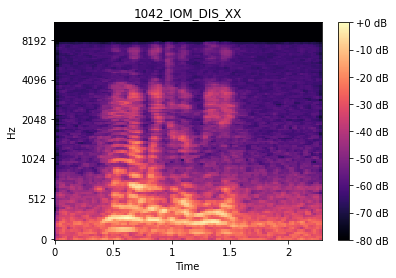 1042_IOM_DIS_XX
+0 dB
-10 dB
-20 dB
-30 dB
-40 dB
-50 dB
-60 dB
-70 dB
-80 dB
8192
4096
2048
1024
512
0
Hz
0
0.5
1
1.5
2
Time